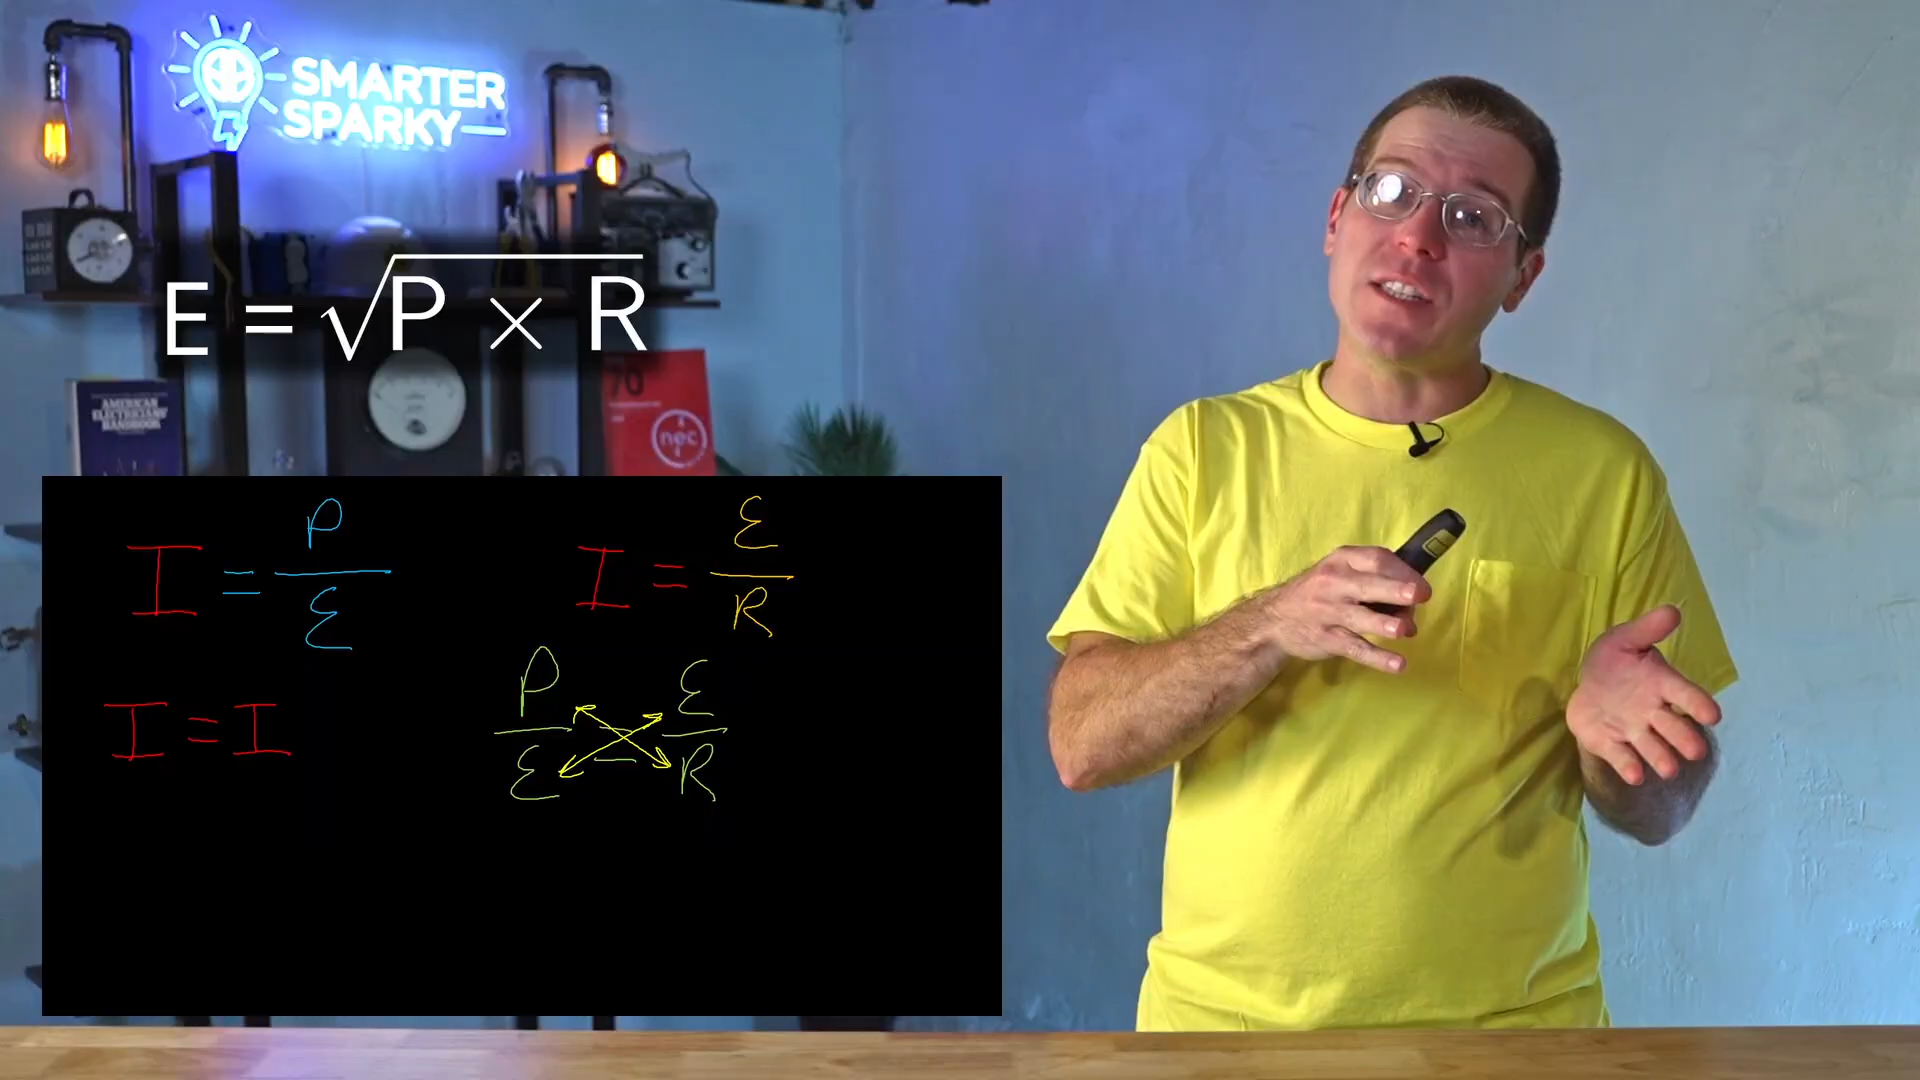 SMARTER
SPARKY
E = √P × R
AMERICAN
ELECTRICIANS'
HANDBOOK
70
nec
I = P/E
I = E/R
I = I
P/E = E/R